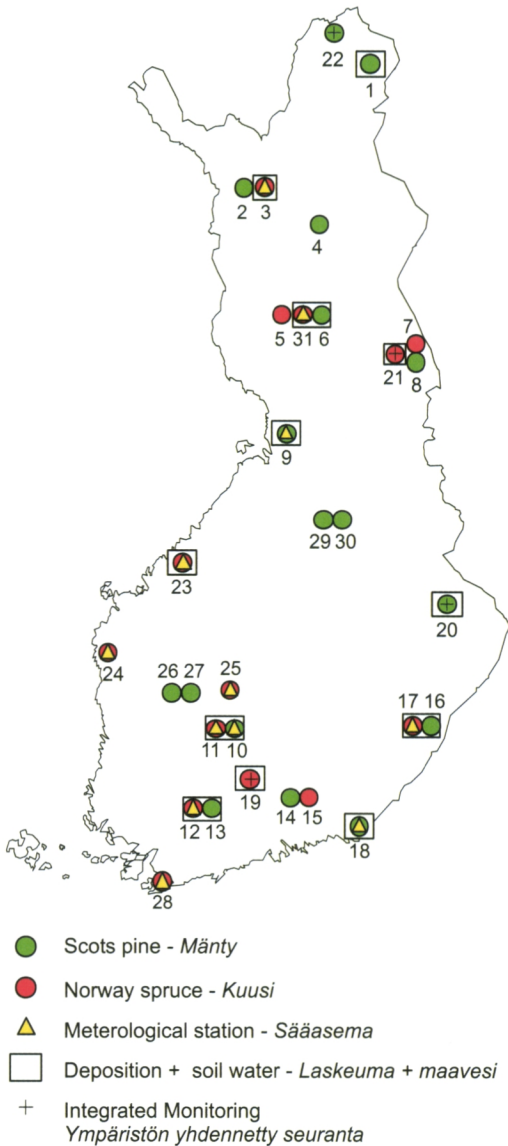 22
1
2 3
4
5 31 6
7
21
8
9
29 30
23
20
24
26 27 25
17 16
11 10
19
12 13
14 15
18
28
Scots pine - Mänty
Norway spruce - Kuusi
Meterological station - Sääasema
Deposition + soil water - Laskeuma + maavesi
+ Integrated Monitoring
Ympäristön yhdennetty seuranta